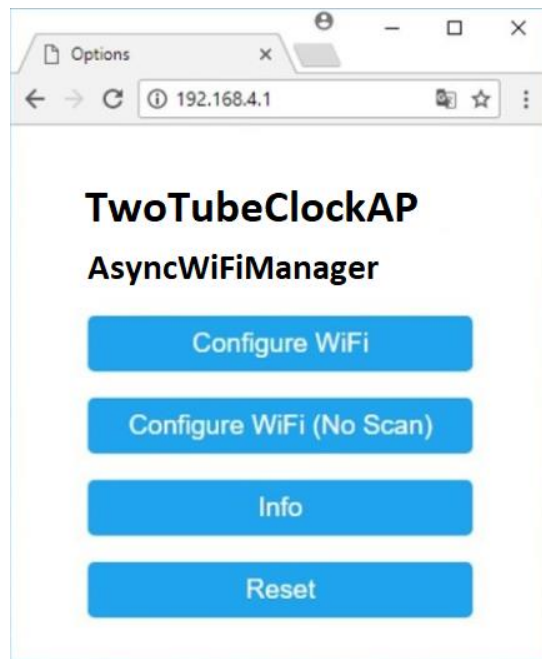 Options
192.168.4.1
TwoTubeClockAP
AsyncWiFiManager
Configure WiFi
Configure WiFi (No Scan)
Info
Reset